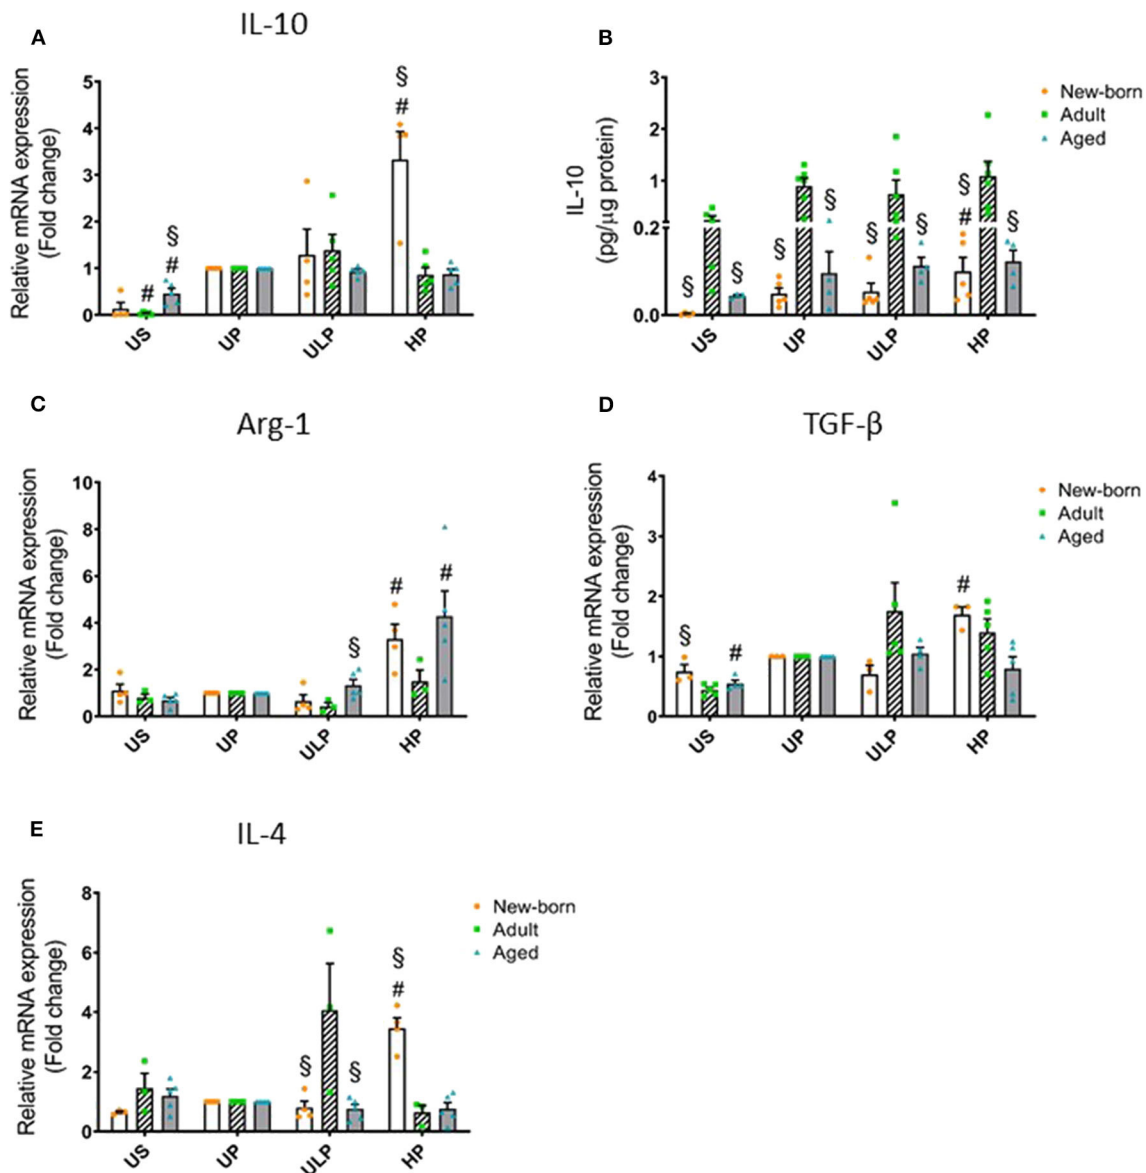 A
IL-10
Relative mRNA expression
(Fold change)
5
4
3
2
1
0
§
#
#
§
#
US
UP
ULP
HP
B
IL-10
(pg/µg protein)
3
2
1
0.2
0.0
§
§
§
§
§
§
§
#
§
US
UP
ULP
HP
New-born
Adult
Aged
C
Arg-1
Relative mRNA expression
(Fold change)
10
8
6
4
2
0
§
#
#
US
UP
ULP
HP
D
TGF-β
Relative mRNA expression
(Fold change)
4
3
2
1
0
§
#
#
US
UP
ULP
HP
New-born
Adult
Aged
E
IL-4
Relative mRNA expression
(Fold change)
8
6
4
2
0
§
§
§
#
US
UP
ULP
HP
New-born
Adult
Aged